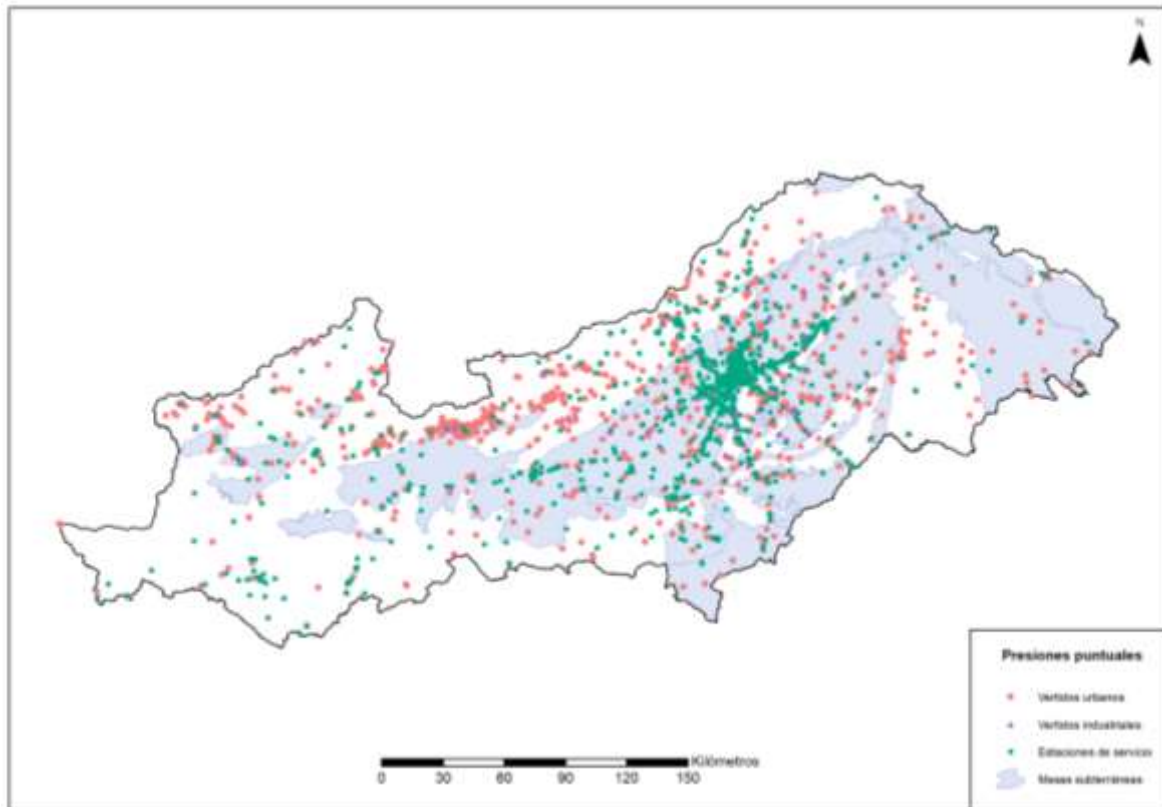 N
Presiones puntuales
Vertidos urbanos
Vertidos industriales
Estaciones de servicio
Masas subterráneas
Kilómetros
0 30 60 90 120 150